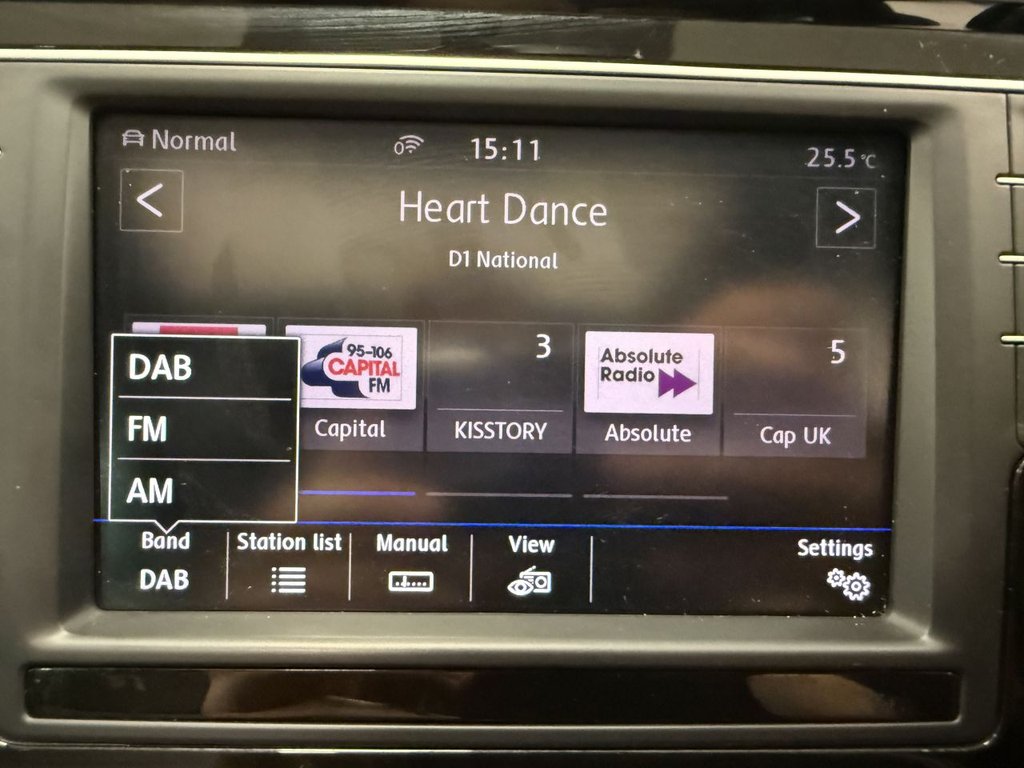 Normal
0
15:11
25.5°C
<
Heart Dance
>
D1 National
95-106
CAPITAL
FM
Capital
3
KISSTORY
Absolute
Radio
Absolute
5
Cap UK
DAB
FM
AM
Band
DAB
Station list
Manual
View
Settings